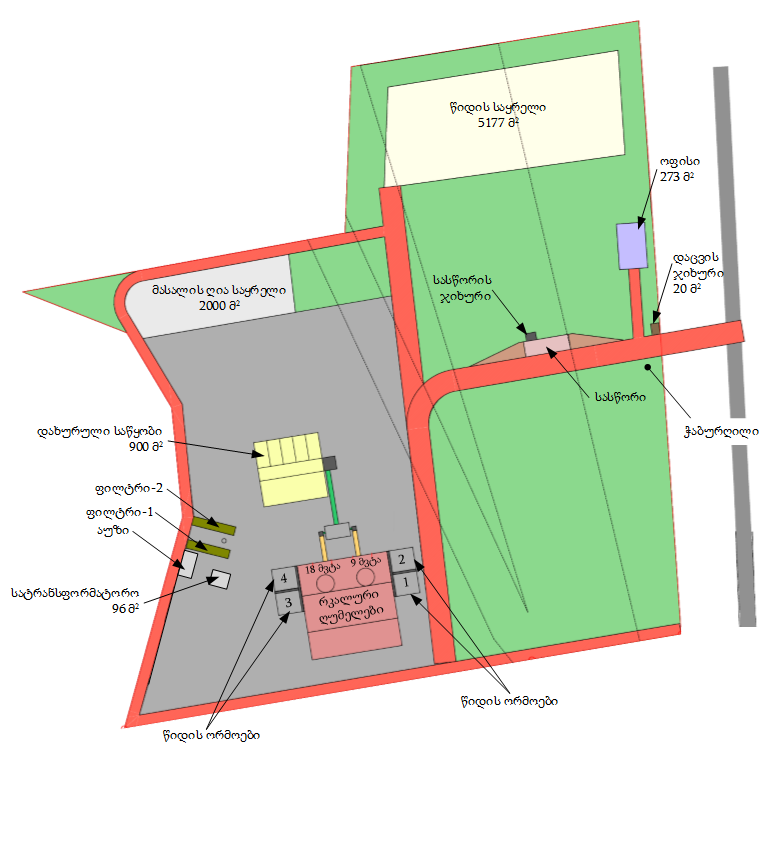 წიდის საყრელი
5177 მ²
ოფისი
273 მ²
დაცვის
ჯიხური
20 მ²
სასწორის
ჯიხური
მასალის ღია საყრელი
2000 მ²
სასწორი
ჭაბურღილი
დახურული საწყობი
900 მ²
ფილტრი-2
ფილტრი-1
აუზი
სატრანსფორმატორო
96 მ²
18 მვტა
9 მვტა
რკალური
ღუმელები
4
3
2
1
წიდის ორმოები
წიდის ორმოები